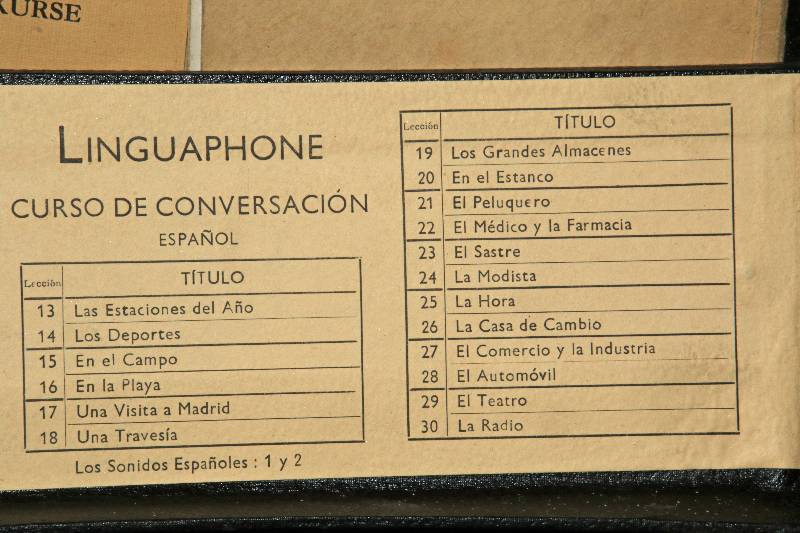 KURSE
LINGUAPHONE
CURSO DE CONVERSACIÓN
ESPAÑOL
Lección TÍTULO
13 Las Estaciones del Año
14 Los Deportes
15 En el Campo
16 En la Playa
17 Una Visita a Madrid
18 Una Travesía
Los Sonidos Españoles : 1 y 2
Lección TÍTULO
19 Los Grandes Almacenes
20 En el Estanco
21 El Peluquero
22 El Médico y la Farmacia
23 El Sastre
24 La Modista
25 La Hora
26 La Casa de Cambio
27 El Comercio y la Industria
28 El Automóvil
29 El Teatro
30 La Radio